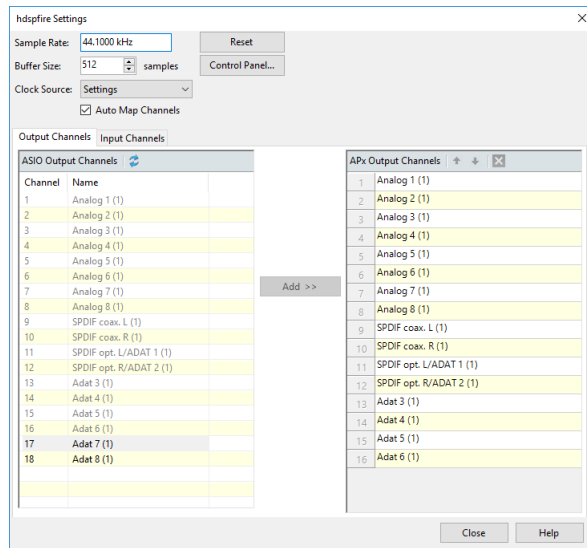 hdspfire Settings
Sample Rate: 44.1000 kHz Reset
Buffer Size: 512 samples Control Panel...
Clock Source: Settings
Auto Map Channels
Output Channels Input Channels
ASIO Output Channels
Channel Name
1 Analog 1 (1)
2 Analog 2 (1)
3 Analog 3 (1)
4 Analog 4 (1)
5 Analog 5 (1)
6 Analog 6 (1)
7 Analog 7 (1)
8 Analog 8 (1)
9 SPDIF coax. L (1)
10 SPDIF coax. R (1)
11 SPDIF opt. L/ADAT 1 (1)
12 SPDIF opt. R/ADAT 2 (1)
13 Adat 3 (1)
14 Adat 4 (1)
15 Adat 5 (1)
16 Adat 6 (1)
17 Adat 7 (1)
18 Adat 8 (1)
Add >>
APx Output Channels
1 Analog 1 (1)
2 Analog 2 (1)
3 Analog 3 (1)
4 Analog 4 (1)
5 Analog 5 (1)
6 Analog 6 (1)
7 Analog 7 (1)
8 Analog 8 (1)
9 SPDIF coax. L (1)
10 SPDIF coax. R (1)
11 SPDIF opt. L/ADAT 1 (1)
12 SPDIF opt. R/ADAT 2 (1)
13 Adat 3 (1)
14 Adat 4 (1)
15 Adat 5 (1)
16 Adat 6 (1)
Close Help